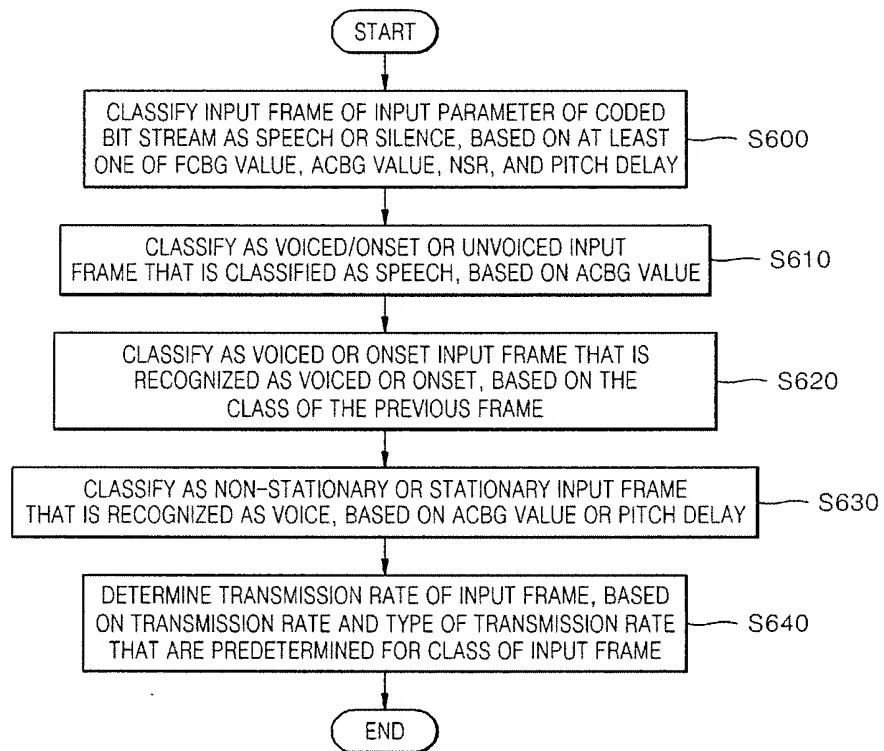 START
CLASSIFY INPUT FRAME OF INPUT PARAMETER OF CODED
BIT STREAM AS SPEECH OR SILENCE, BASED ON AT LEAST
ONE OF FCBG VALUE, ACBG VALUE, NSR, AND PITCH DELAY
S600
CLASSIFY AS VOICED/ONSET OR UNVOICED INPUT
FRAME THAT IS CLASSIFIED AS SPEECH, BASED ON ACBG VALUE
S610
CLASSIFY AS VOICED OR ONSET INPUT FRAME THAT IS
RECOGNIZED AS VOICED OR ONSET, BASED ON THE
CLASS OF THE PREVIOUS FRAME
S620
CLASSIFY AS NON-STATIONARY OR STATIONARY INPUT FRAME
THAT IS RECOGNIZED AS VOICE, BASED ON ACBG VALUE OR PITCH DELAY
S630
DETERMINE TRANSMISSION RATE OF INPUT FRAME, BASED
ON TRANSMISSION RATE AND TYPE OF TRANSMISSION RATE
THAT ARE PREDETERMINED FOR CLASS OF INPUT FRAME
S640
END